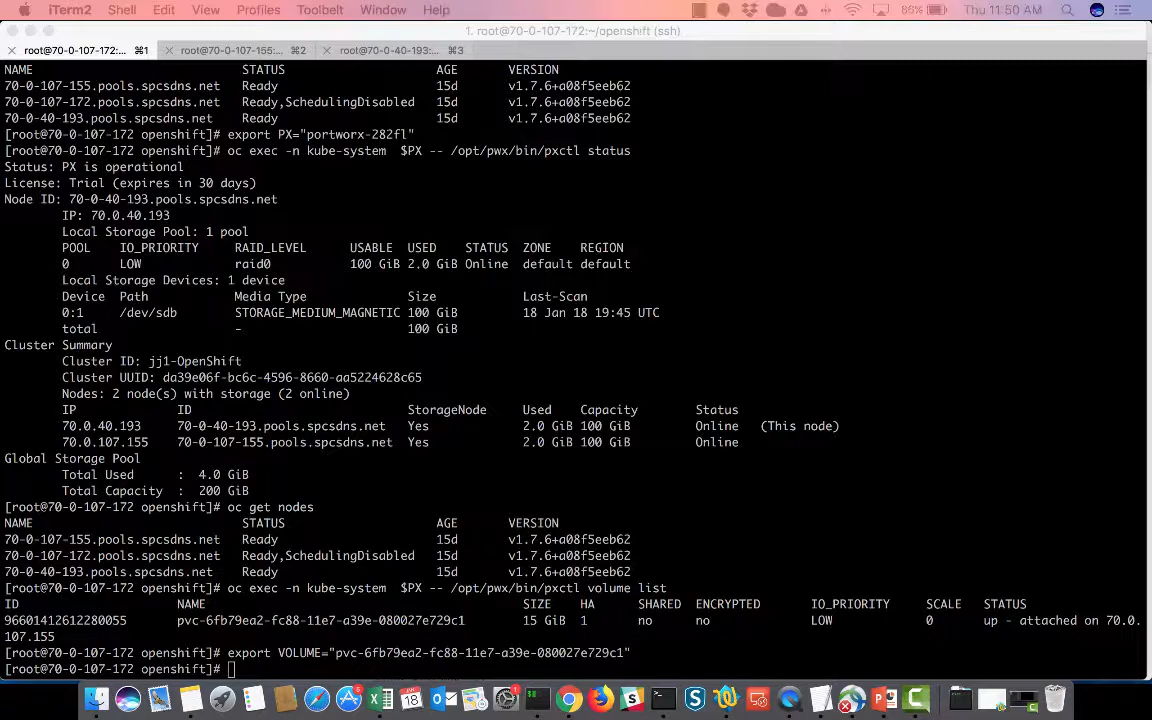 iTerm2 Shell Edit View Profiles Toolbelt Window Help 86% Thu 11:50 AM
1. root@70-0-107-172:~/openshift (ssh)
root@70-0-107-172:... ⌘1 root@70-0-107-155:... ⌘2 root@70-0-40-193:... ⌘3
NAME STATUS AGE VERSION
70-0-107-155.pools.spcsdns.net Ready 15d v1.7.6+a08f5eeb62
70-0-107-172.pools.spcsdns.net Ready,SchedulingDisabled 15d v1.7.6+a08f5eeb62
70-0-40-193.pools.spcsdns.net Ready 15d v1.7.6+a08f5eeb62
[root@70-0-107-172 openshift]# export PX="portworx-282fl"
[root@70-0-107-172 openshift]# oc exec -n kube-system $PX -- /opt/pwx/bin/pxctl status
Status: PX is operational
License: Trial (expires in 30 days)
Node ID: 70-0-40-193.pools.spcsdns.net
IP: 70.0.40.193
Local Storage Pool: 1 pool
POOL IO_PRIORITY RAID_LEVEL USABLE USED STATUS ZONE REGION
0 LOW raid0 100 GiB 2.0 GiB Online default default
Local Storage Devices: 1 device
Device Path Media Type Size Last-Scan
0:1 /dev/sdb STORAGE_MEDIUM_MAGNETIC 100 GiB 18 Jan 18 19:45 UTC
total - 100 GiB
Cluster Summary
Cluster ID: jj1-OpenShift
Cluster UUID: da39e06f-bc6c-4596-8660-aa5224628c65
Nodes: 2 node(s) with storage (2 online)
IP ID StorageNode Used Capacity Status
70.0.40.193 70-0-40-193.pools.spcsdns.net Yes 2.0 GiB 100 GiB Online (This node)
70.0.107.155 70-0-107-155.pools.spcsdns.net Yes 2.0 GiB 100 GiB Online
Global Storage Pool
Total Used : 4.0 GiB
Total Capacity : 200 GiB
[root@70-0-107-172 openshift]# oc get nodes
NAME STATUS AGE VERSION
70-0-107-155.pools.spcsdns.net Ready 15d v1.7.6+a08f5eeb62
70-0-107-172.pools.spcsdns.net Ready,SchedulingDisabled 15d v1.7.6+a08f5eeb62
70-0-40-193.pools.spcsdns.net Ready 15d v1.7.6+a08f5eeb62
[root@70-0-107-172 openshift]# oc exec -n kube-system $PX -- /opt/pwx/bin/pxctl volume list
ID NAME SIZE HA SHARED ENCRYPTED IO_PRIORITY SCALE STATUS
96601412612280055 pvc-6fb79ea2-fc88-11e7-a39e-080027e729c1 15 GiB 1 no no LOW 0 up - attached on 70.0.
107.155
[root@70-0-107-172 openshift]# export VOLUME="pvc-6fb79ea2-fc88-11e7-a39e-080027e729c1"
[root@70-0-107-172 openshift]#
18